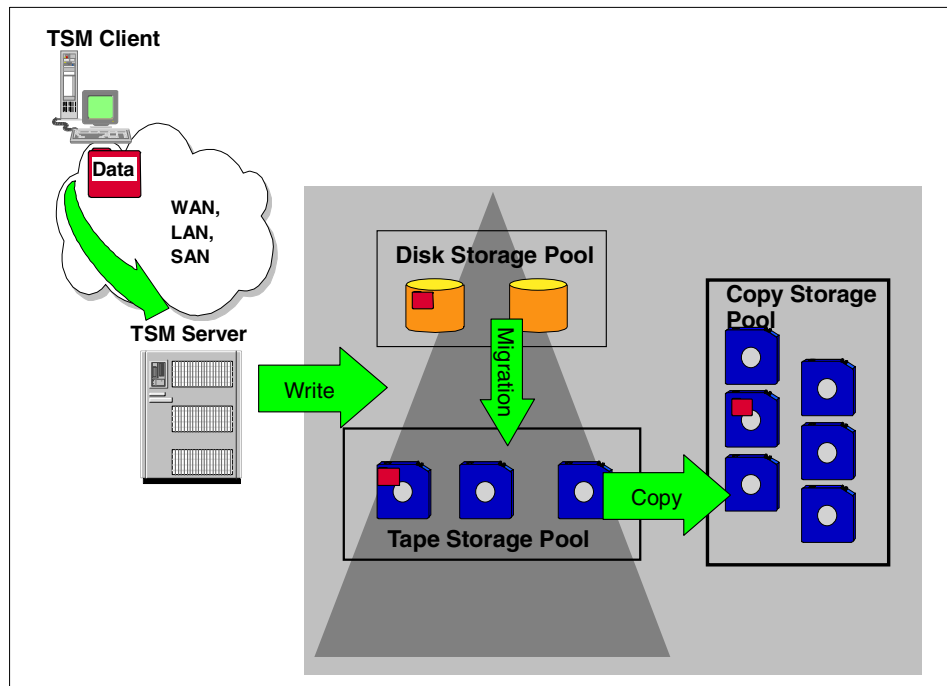 TSM Client
Data
WAN,
LAN,
SAN
TSM Server
Write
Disk Storage Pool
Migration
Tape Storage Pool
Copy
Copy Storage
Pool